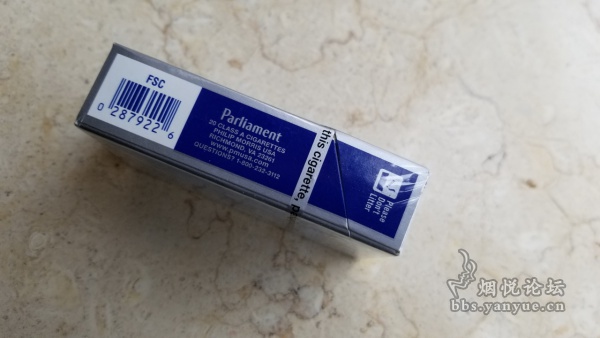 FSC
0 287922 6
Parliament
20 CLASS A CIGARETTES
PHILIP MORRIS USA
RICHMOND, VA 23261
www.pmusa.com
QUESTIONS? 1-800-232-3112
this cigarette, p
Please
Don't
Litter
烟悦论坛
bbs.yanyue.cn